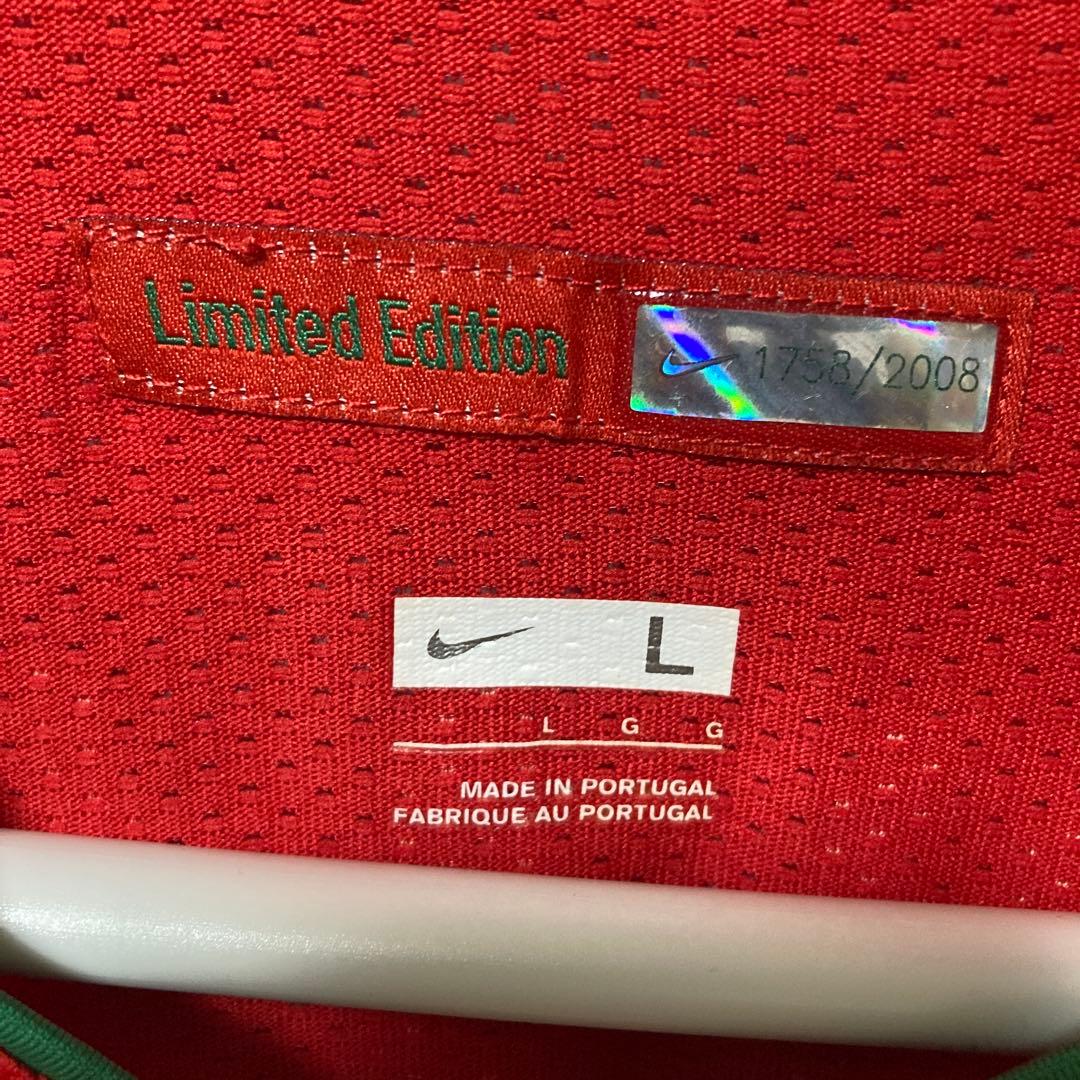 Limited Edition
1758/2008
L
L G G
MADE IN PORTUGAL
FABRIQUE AU PORTUGAL